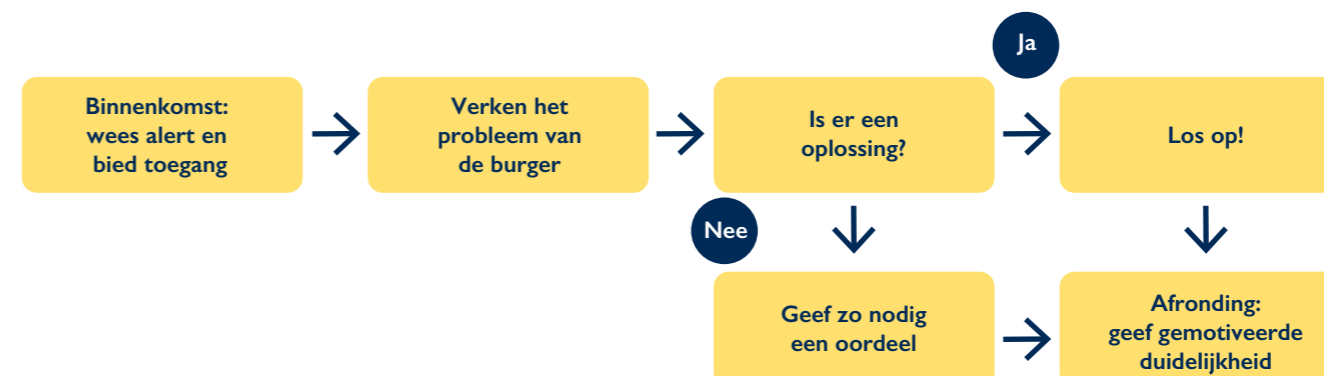 Ja
Binnenkomst:
wees alert en
bied toegang
Verken het
probleem van
de burger
Is er een
oplossing?
Los op!
Nee
Geef zo nodig
een oordeel
Afronding:
geef gemotiveerde
duidelijkheid